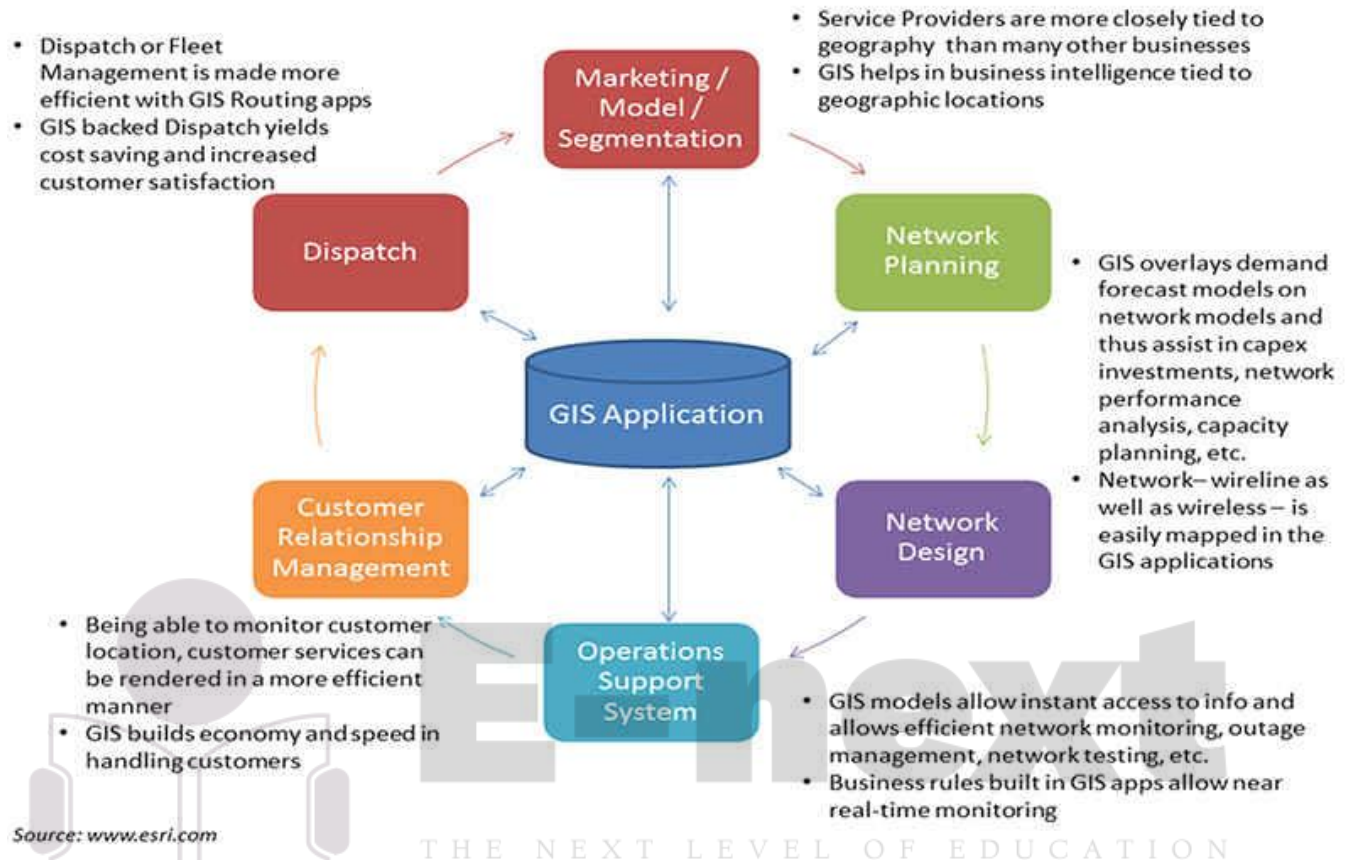 • Dispatch or Fleet
Management is made more
efficient with GIS Routing apps
• GIS backed Dispatch yields
cost saving and increased
customer satisfaction
Marketing /
Model /
Segmentation
• Service Providers are more closely tied to
geography than many other businesses
• GIS helps in business intelligence tied to
geographic locations
Dispatch
Network
Planning
• GIS overlays demand
forecast models on
network models and
thus assist in capex
investments, network
performance
analysis, capacity
planning, etc.
• Network– wireline as
well as wireless – is
easily mapped in the
GIS applications
GIS Application
Customer
Relationship
Management
Network
Design
• Being able to monitor customer
location, customer services can
be rendered in a more efficient
manner
• GIS builds economy and speed in
handling customers
Operations
Support
System
• GIS models allow instant access to info and
allows efficient network monitoring, outage
management, network testing, etc.
• Business rules built in GIS apps allow near
real-time monitoring
E-next
Source: www.esri.com
THE NEXT LEVEL OF EDUCATION